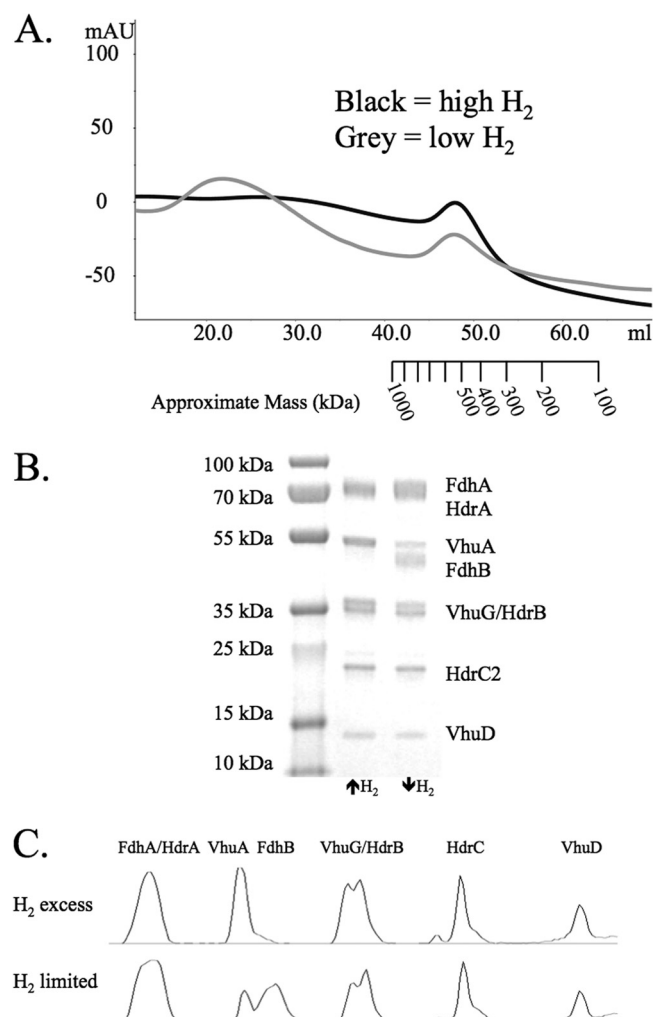 A.
mAU
100
50
0
-50
Black = high H2
Grey = low H2
20.0 30.0 40.0 50.0 60.0 ml
Approximate Mass (kDa)
1000 500 400 300 200 100
B.
100 kDa
70 kDa
55 kDa
35 kDa
25 kDa
15 kDa
10 kDa
FdhA
HdrA
VhuA
FdhB
VhuG/HdrB
HdrC2
VhuD
🡹H2 🡻H2
C.
FdhA/HdrA VhuA FdhB VhuG/HdrB HdrC VhuD
H2 excess
H2 limited